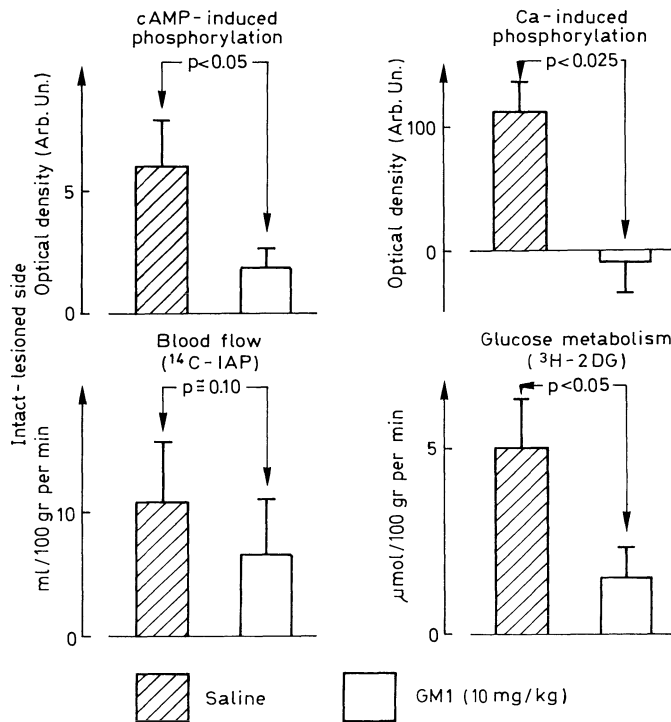 cAMP-induced
phosphorylation
p<0.05
Optical density (Arb. Un.)
5
0
Ca-induced
phosphorylation
p<0.025
Optical density (Arb. Un.)
100
0
Intact-lesioned side
Blood flow
(¹⁴C-IAP)
p≅0.10
ml/100 gr per min
10
0
Glucose metabolism
(³H-2DG)
p<0.05
μmol/100 gr per min
5
0
Saline
GM1 (10 mg/kg)